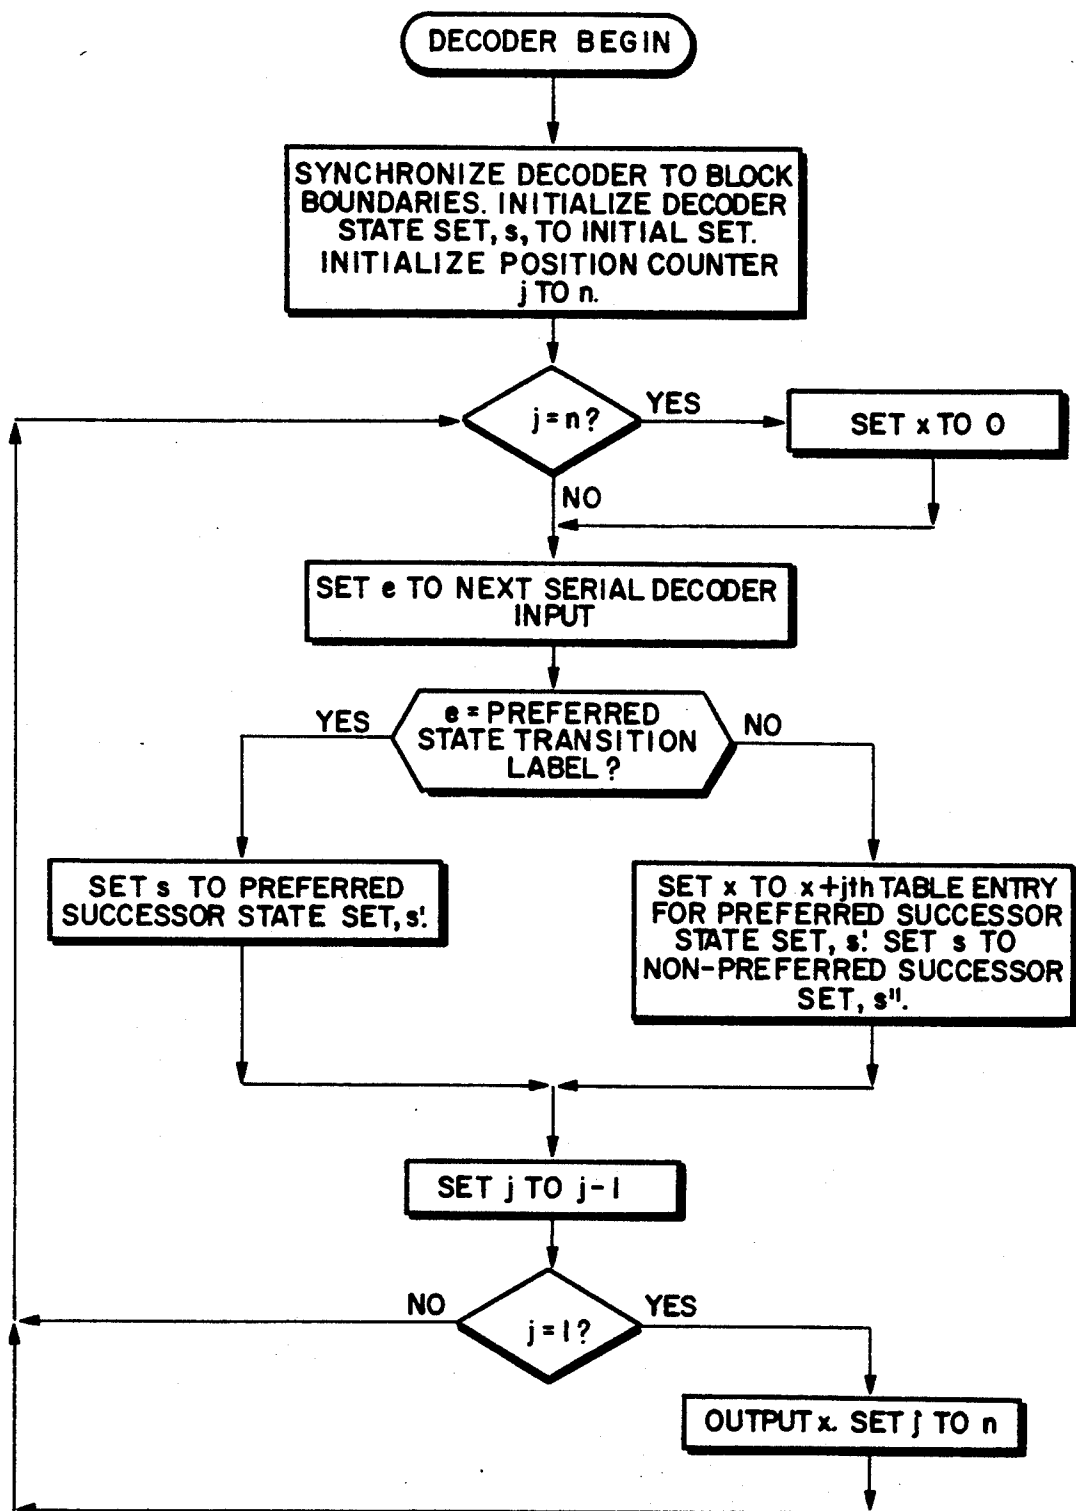 DECODER BEGIN
SYNCHRONIZE DECODER TO BLOCK
BOUNDARIES. INITIALIZE DECODER
STATE SET, s, TO INITIAL SET.
INITIALIZE POSITION COUNTER
j TO n.
j = n?
YES
SET x TO 0
NO
SET e TO NEXT SERIAL DECODER
INPUT
YES
e = PREFERRED
STATE TRANSITION
LABEL?
NO
SET s TO PREFERRED
SUCCESSOR STATE SET, s'.
SET x TO x+jth TABLE ENTRY
FOR PREFERRED SUCCESSOR
STATE SET, s'. SET s TO
NON-PREFERRED SUCCESSOR
SET, s".
SET j TO j-1
NO
j = 1?
YES
OUTPUT x. SET j TO n